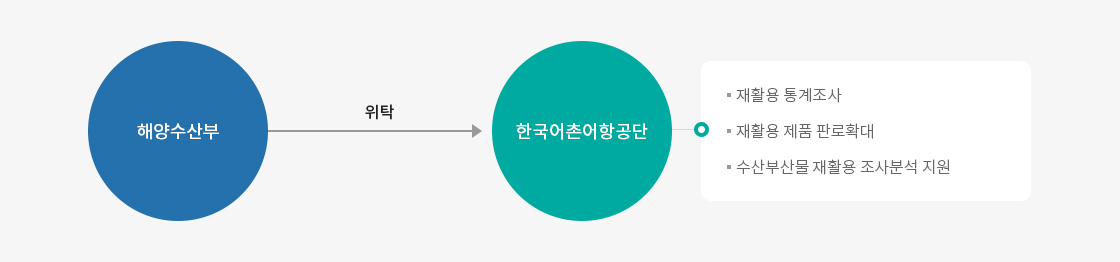 해양수산부
위탁
한국어촌어항공단
▪ 재활용 통계조사
▪ 재활용 제품 판로확대
▪ 수산부산물 재활용 조사분석 지원